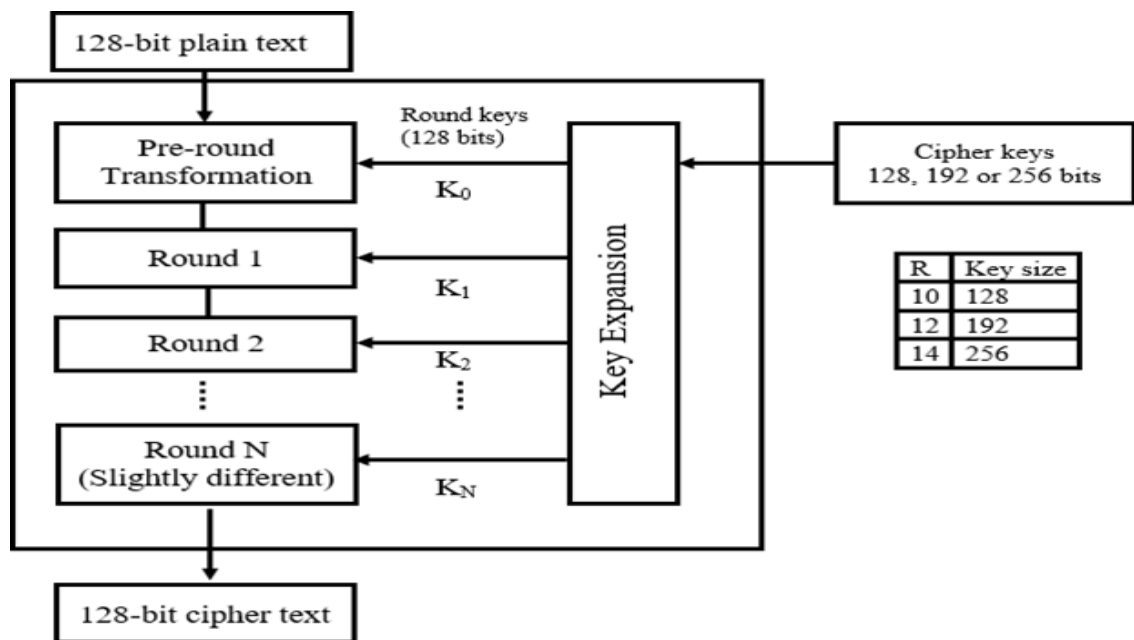 128-bit plain text
Round keys
(128 bits)
Pre-round
Transformation
K₀
Cipher keys
128, 192 or 256 bits
Round 1
K₁
Key Expansion
R Key size
10 128
12 192
14 256
Round 2
K₂
Round N
(Slightly different)
K_N
128-bit cipher text